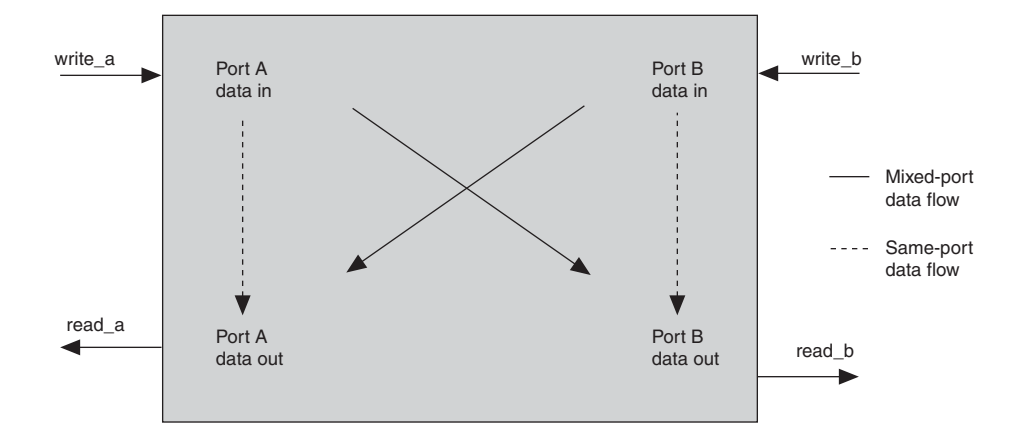 write_a
Port A
data in
Port B
data in
write_b
Mixed-port
data flow
Same-port
data flow
read_a
Port A
data out
Port B
data out
read_b